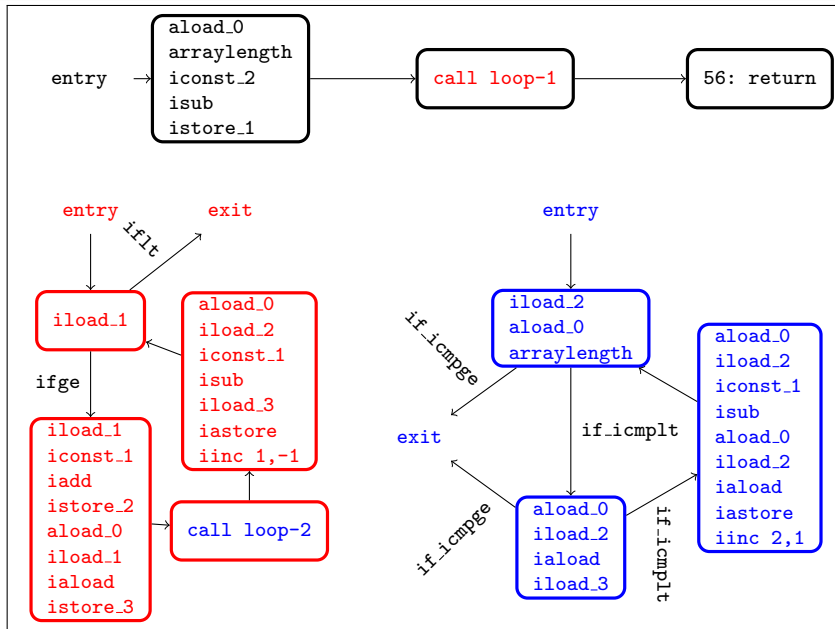 entry
aload_0
arraylength
iconst_2
isub
istore_1
call loop-1
56: return
entry
exit
iflt
iload_1
ifge
iload_1
iconst_1
iadd
istore_2
aload_0
iload_1
iaload
istore_3
call loop-2
aload_0
iload_2
iconst_1
isub
iload_3
iastore
iinc 1,-1
entry
iload_2
aload_0
arraylength
if_icmpge
exit
if_icmplt
if_icmpge
aload_0
iload_2
iaload
iload_3
if_icmplt
aload_0
iload_2
iconst_1
isub
aload_0
iload_2
iaload
iastore
iinc 2,1